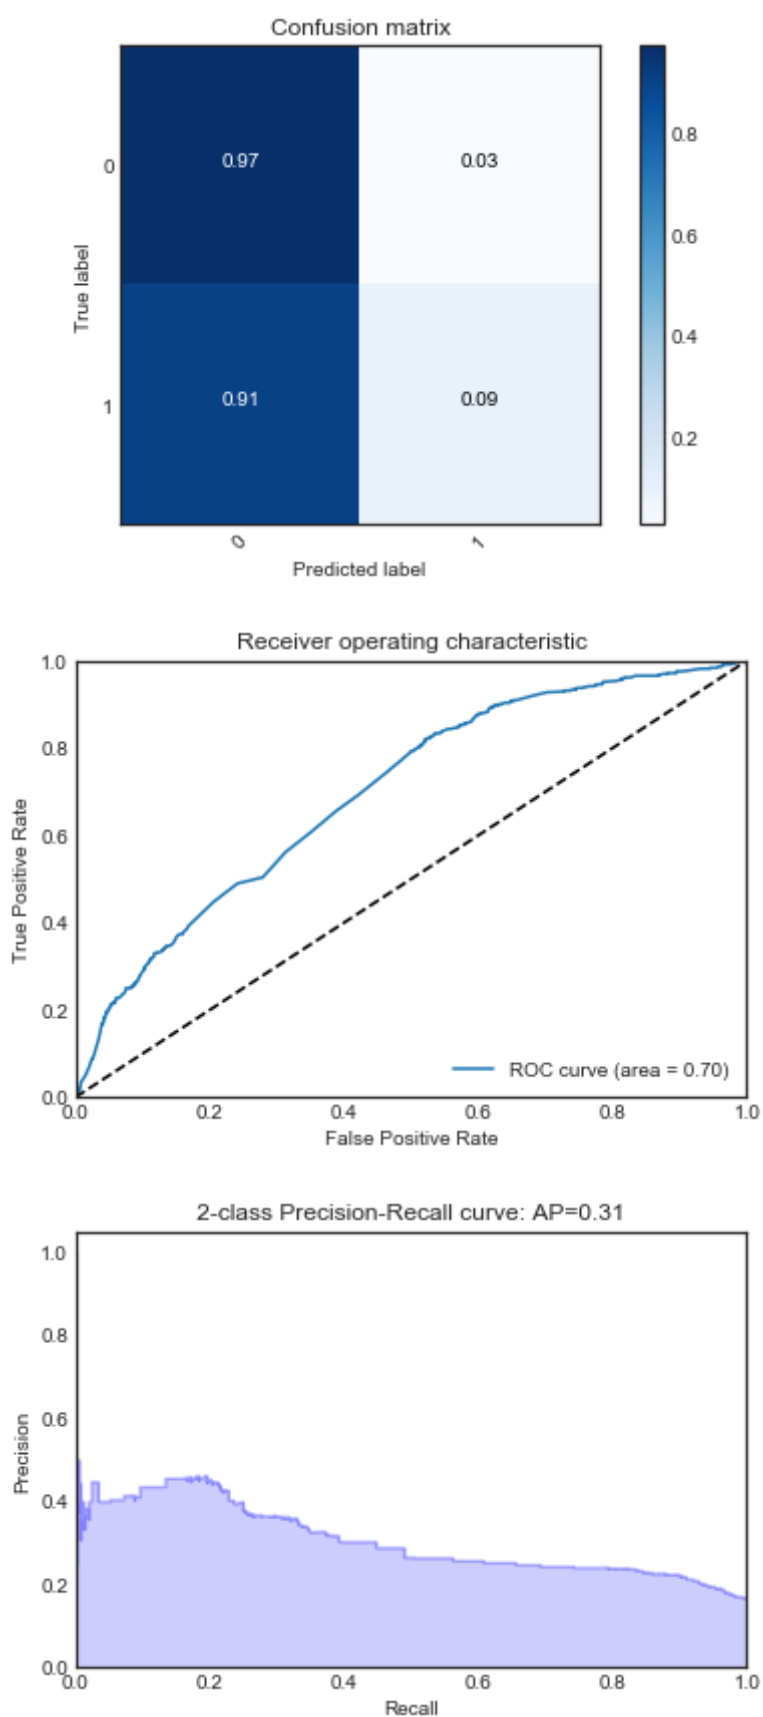 Confusion matrix
0.97 0.03
0.91 0.09
0
1
True label
0 1
Predicted label
0.8
0.6
0.4
0.2
Receiver operating characteristic
1.0
0.8
0.6
0.4
0.2
0.0
True Positive Rate
ROC curve (area = 0.70)
0.0 0.2 0.4 0.6 0.8 1.0
False Positive Rate
2-class Precision-Recall curve: AP=0.31
1.0
0.8
0.6
0.4
0.2
0.0
Precision
0.0 0.2 0.4 0.6 0.8 1.0
Recall